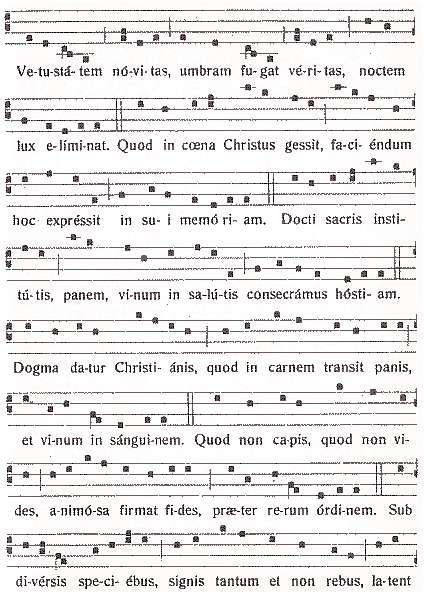 Ve-tu-stá-tem nó-vi-tas, umbram fu-gat vé-ri-tas, noctem
lux e-límí-nat. Quod in cœna Christus gessit, fa-ci-éndum
hoc expréssit in su-i memó-ri-am. Docti sacris insti-
tú-tis, panem, vi-num in sa-lú-tis consecrámus hósti-am.
Dogma da-tur Christi-ánis, quod in carnem transit panis,
et vi-num in sángui-nem. Quod non ca-pis, quod non vi-
des, a-nimó-sa firmat fi-des, præ-ter re-rum órdi-nem. Sub
di-vérsis spe-ci-ébus, signis tantum et non rebus, la-tent